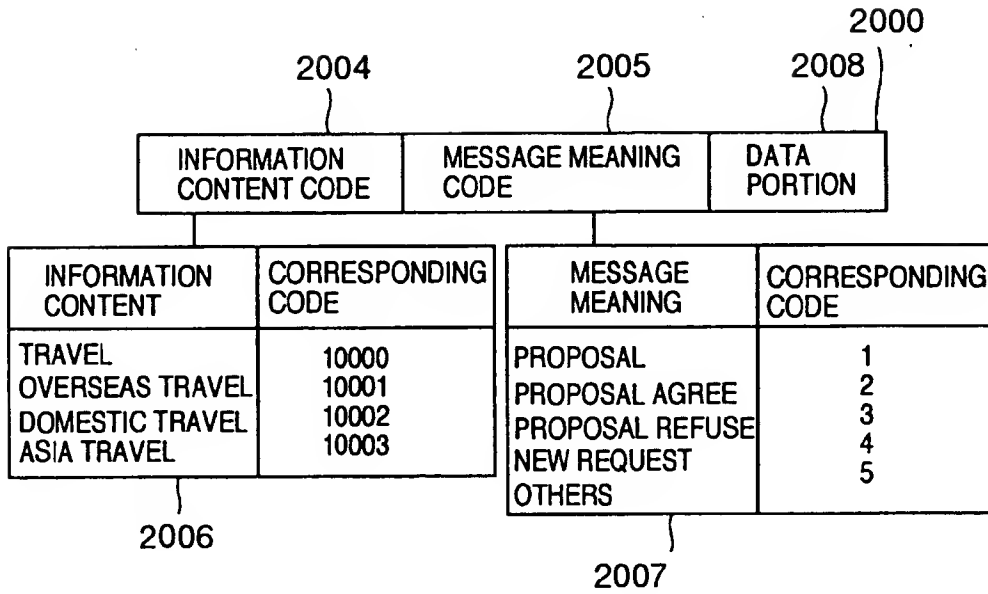 2000
2004 2005 2008
INFORMATION CONTENT CODE
MESSAGE MEANING CODE
DATA PORTION
INFORMATION CONTENT
CORRESPONDING CODE
TRAVEL 10000
OVERSEAS TRAVEL 10001
DOMESTIC TRAVEL 10002
ASIA TRAVEL 10003
2006
MESSAGE MEANING
CORRESPONDING CODE
PROPOSAL 1
PROPOSAL AGREE 2
PROPOSAL REFUSE 3
NEW REQUEST 4
OTHERS 5
2007